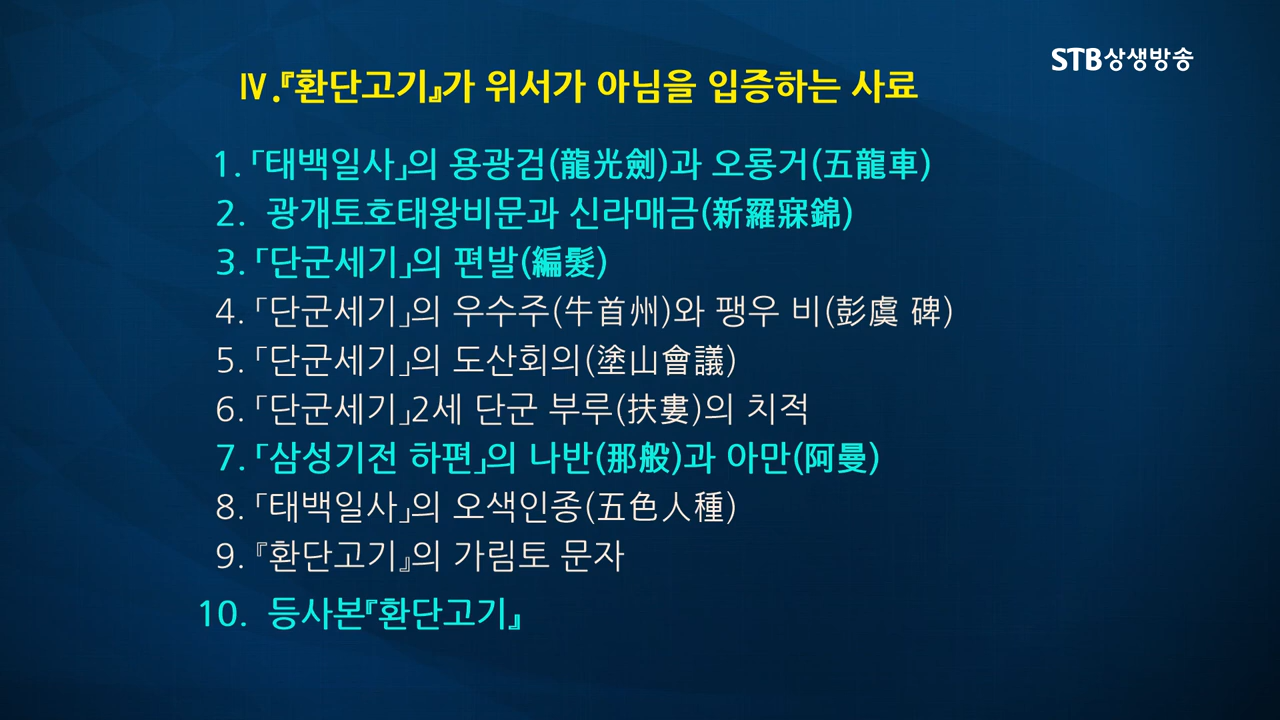 STB상생방송
Ⅳ.『환단고기』가 위서가 아님을 입증하는 사료
1. 「태백일사」의 용광검(龍光劍)과 오룡거(五龍車)
2. 광개토호태왕비문과 신라매금(新羅寐錦)
3. 「단군세기」의 편발(編髮)
4. 「단군세기」의 우수주(牛首州)와 팽우 비(彭虞 碑)
5. 「단군세기」의 도산회의(塗山會議)
6. 「단군세기」2세 단군 부루(扶婁)의 치적
7. 「삼성기전 하편」의 나반(那般)과 아만(阿曼)
8. 「태백일사」의 오색인종(五色人種)
9. 『환단고기』의 가림토 문자
10. 등사본『환단고기』